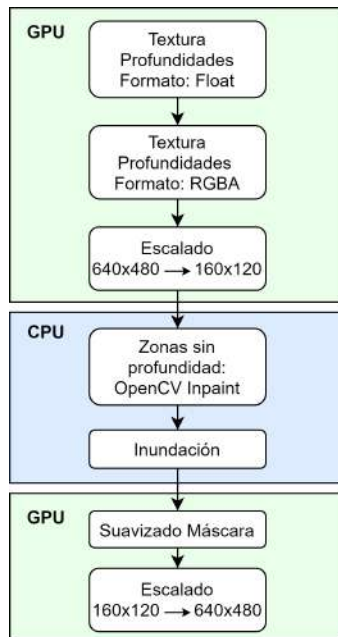 GPU
Textura
Profundidades
Formato: Float
Textura
Profundidades
Formato: RGBA
Escalado
640x480 → 160x120
CPU
Zonas sin
profundidad:
OpenCV Inpaint
Inundación
GPU
Suavizado Máscara
Escalado
160x120 → 640x480